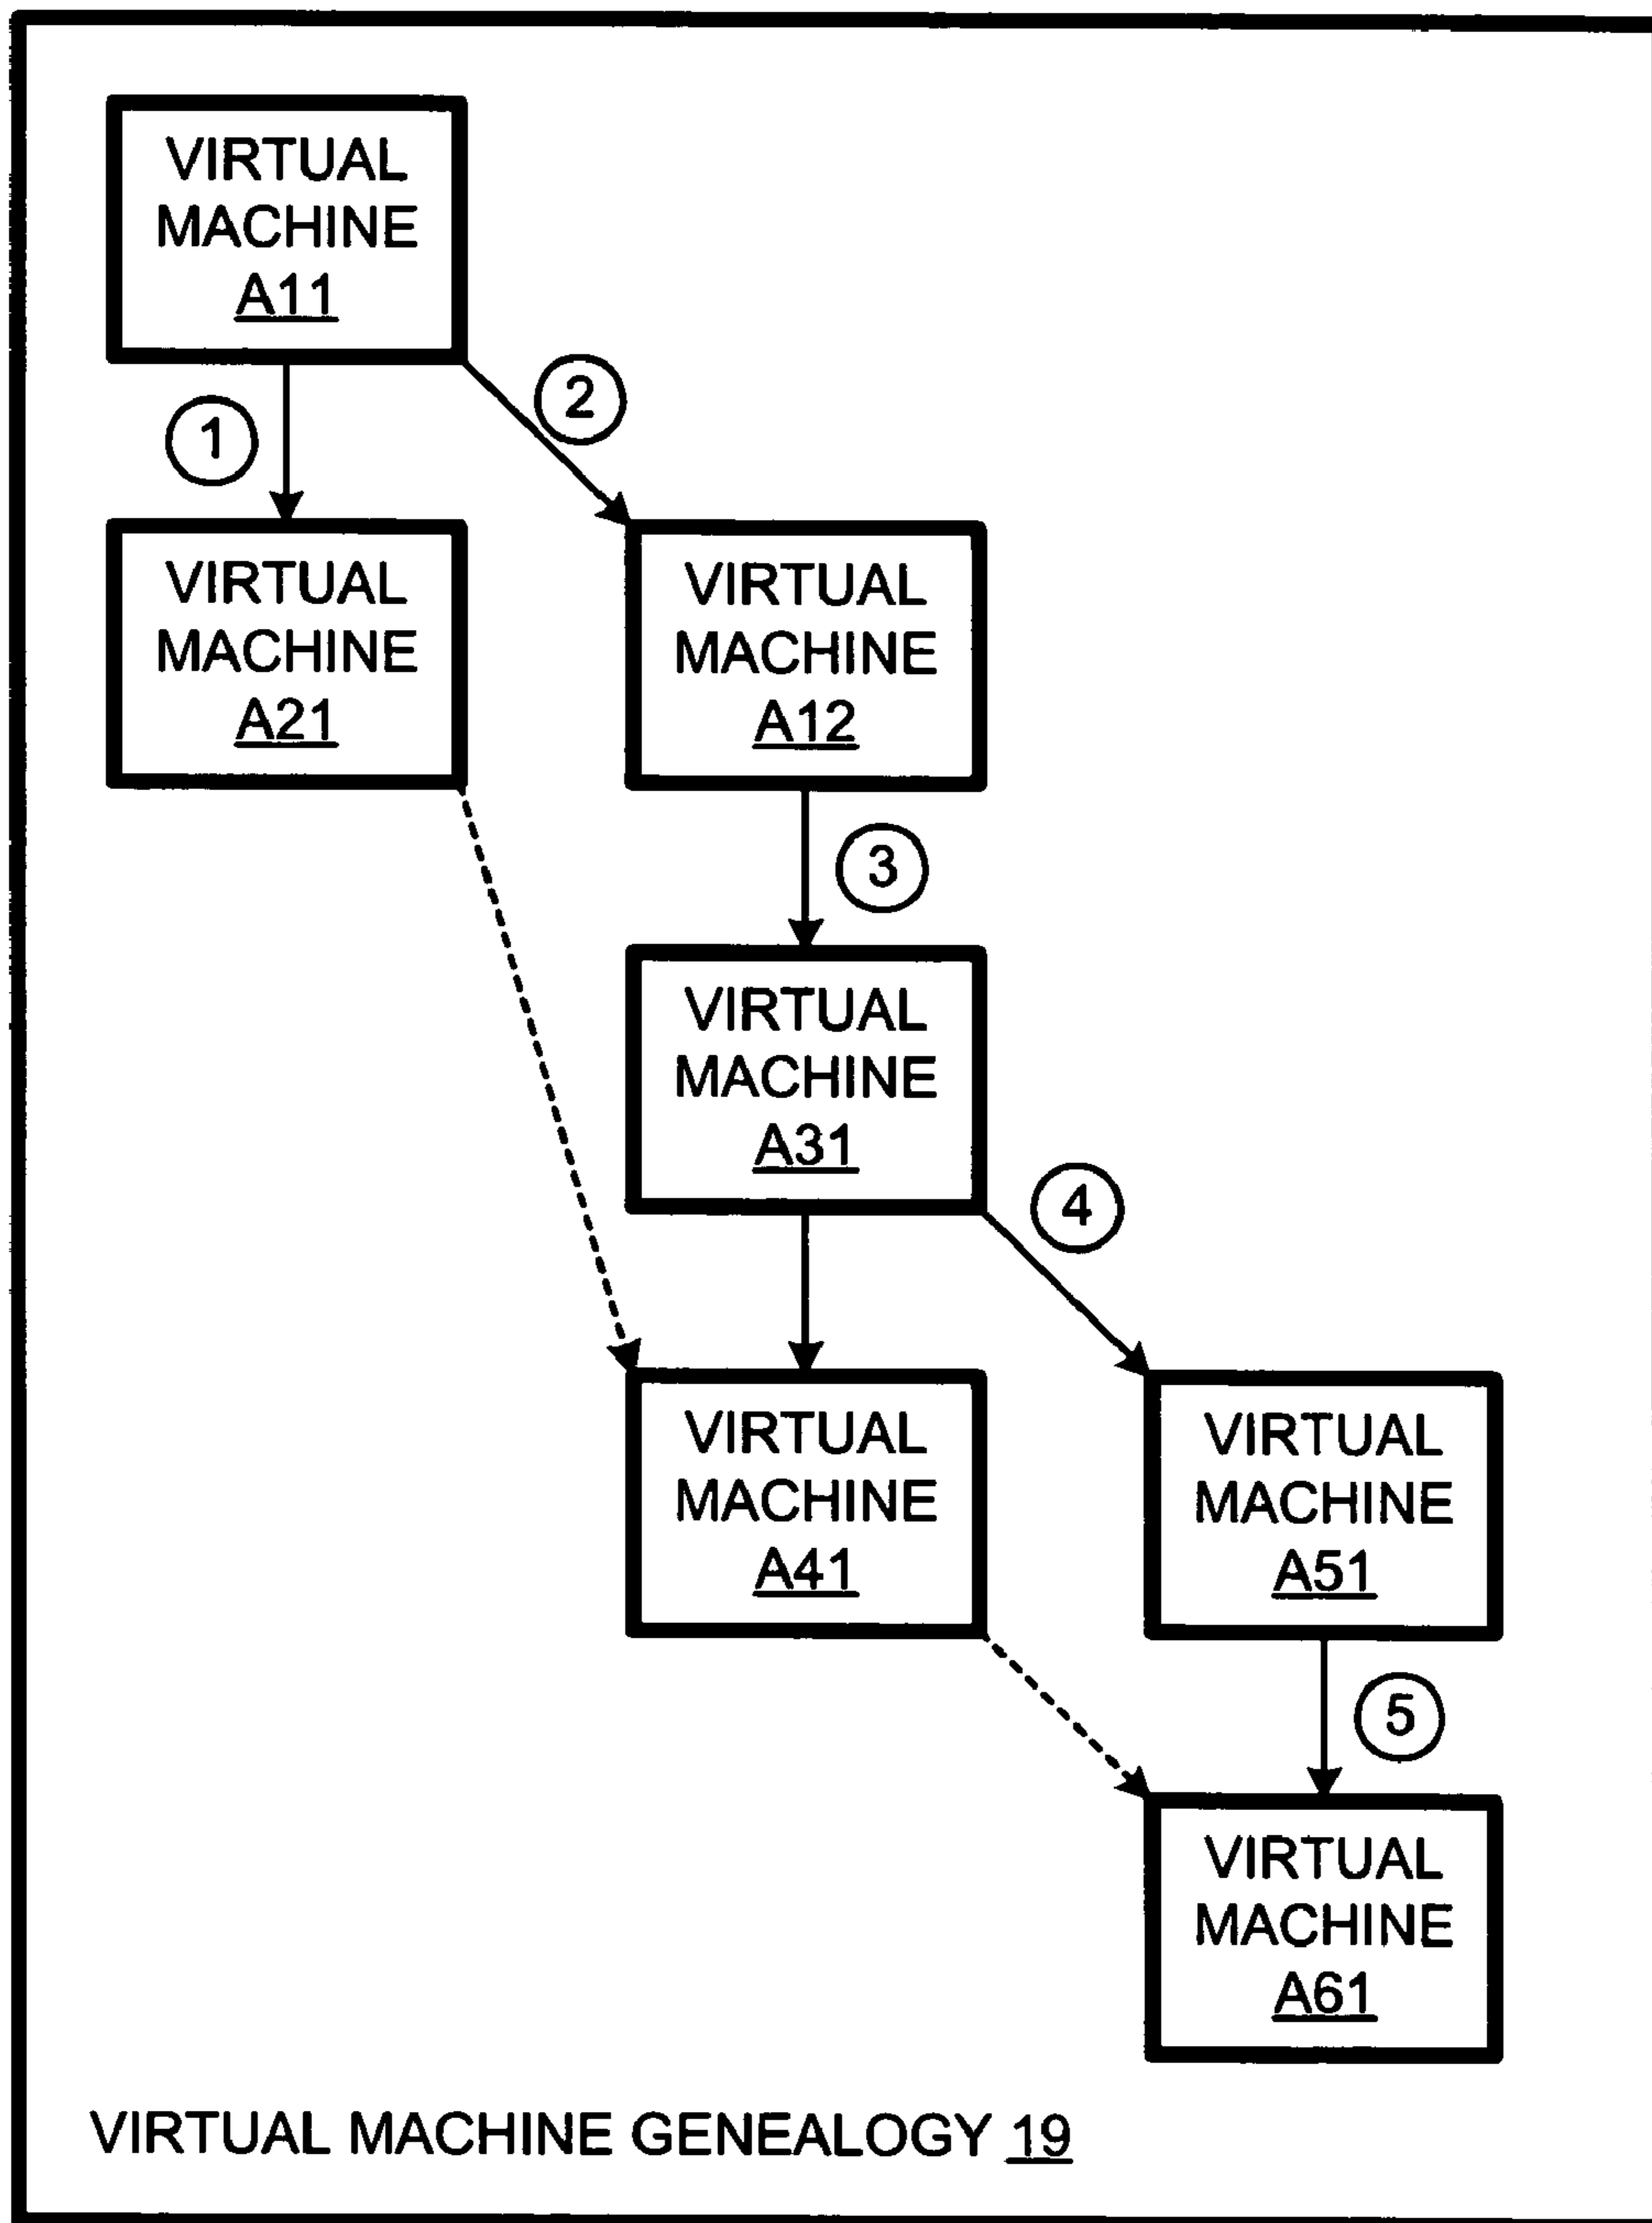 VIRTUAL
MACHINE
A11
1
2
VIRTUAL
MACHINE
A21
VIRTUAL
MACHINE
A12
3
VIRTUAL
MACHINE
A31
4
VIRTUAL
MACHINE
A41
VIRTUAL
MACHINE
A51
5
VIRTUAL
MACHINE
A61
VIRTUAL MACHINE GENEALOGY 19